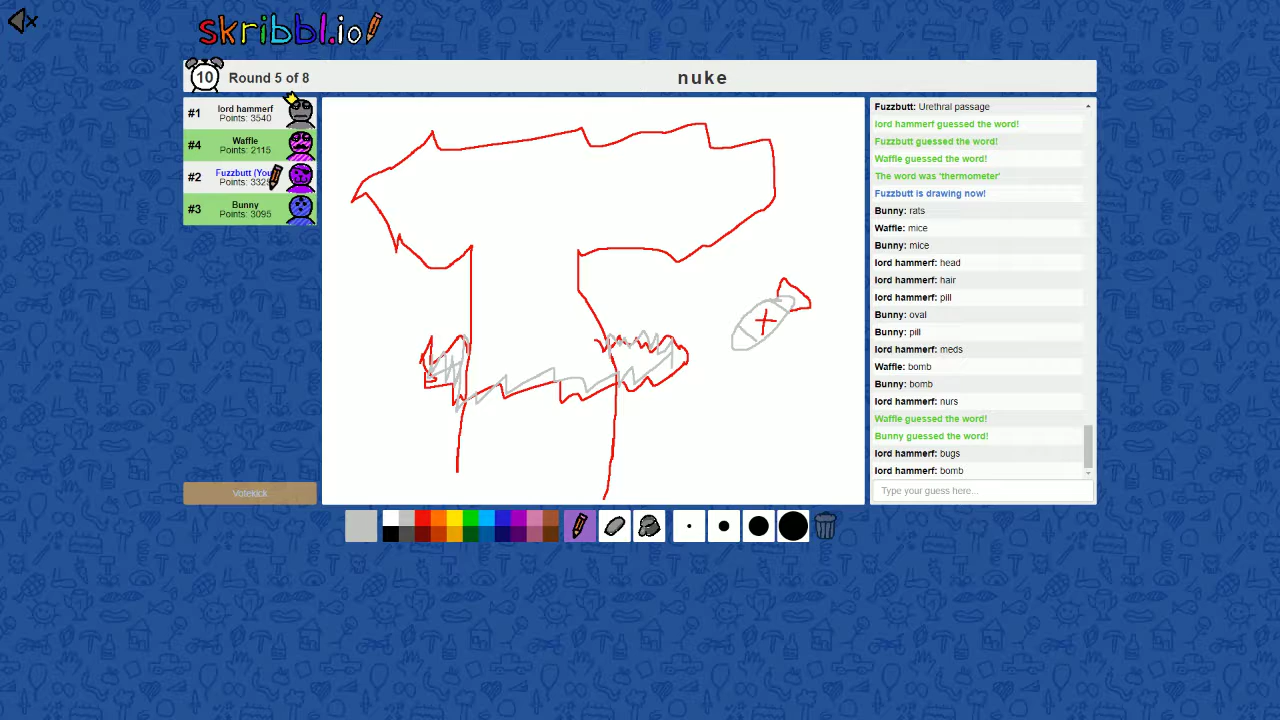 skribbl.io
10
Round 5 of 8
nuke
#1
lord hammerf
Points: 3540
#4
Waffle
Points: 2115
#2
Fuzzbutt (You
Points: 3325
#3
Bunny
Points: 3095
Votekick
Fuzzbutt: Urethral passage
lord hammerf guessed the word!
Fuzzbutt guessed the word!
Waffle guessed the word!
The word was 'thermometer'
Fuzzbutt is drawing now!
Bunny: rats
Waffle: mice
Bunny: mice
lord hammerf: head
lord hammerf: hair
lord hammerf: pill
Bunny: oval
Bunny: pill
lord hammerf: meds
Waffle: bomb
Bunny: bomb
lord hammerf: nurs
Waffle guessed the word!
Bunny guessed the word!
lord hammerf: bugs
lord hammerf: bomb
Type your guess here...